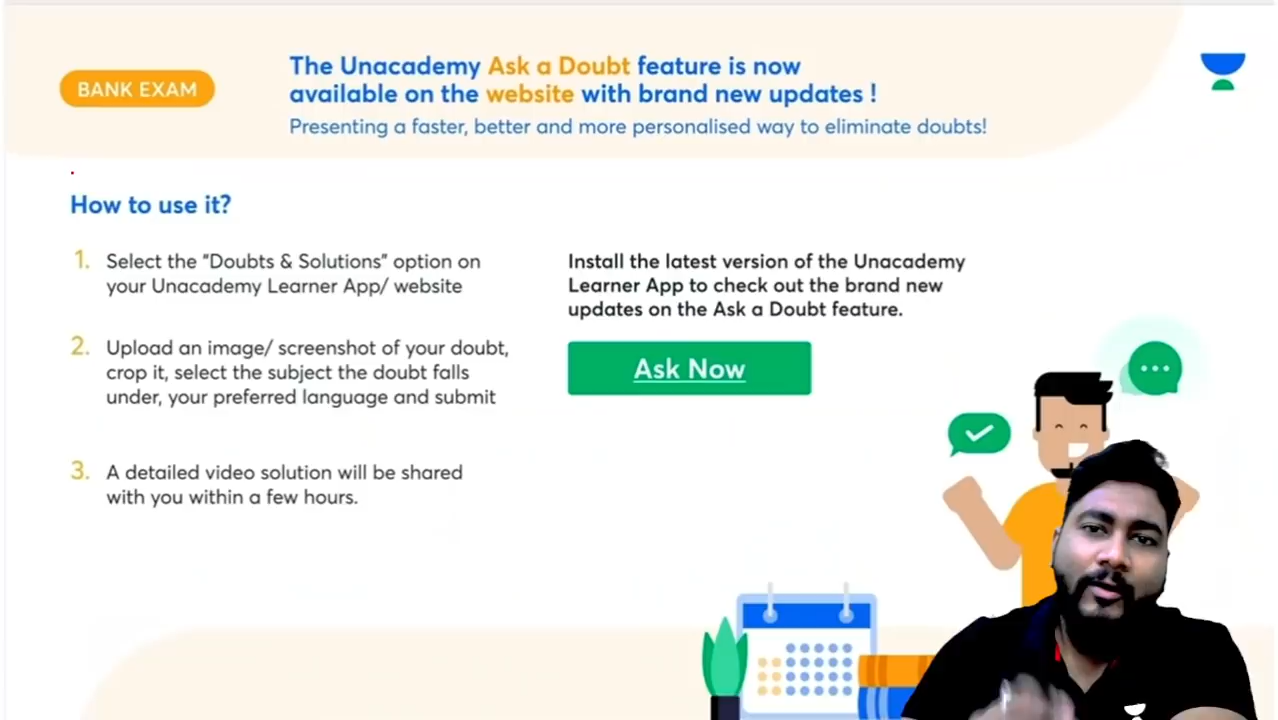 BANK EXAM
The Unacademy Ask a Doubt feature is now
available on the website with brand new updates !
Presenting a faster, better and more personalised way to eliminate doubts!
How to use it?
1. Select the "Doubts & Solutions" option on
your Unacademy Learner App/ website
2. Upload an image/ screenshot of your doubt,
crop it, select the subject the doubt falls
under, your preferred language and submit
3. A detailed video solution will be shared
with you within a few hours.
Install the latest version of the Unacademy
Learner App to check out the brand new
updates on the Ask a Doubt feature.
Ask Now